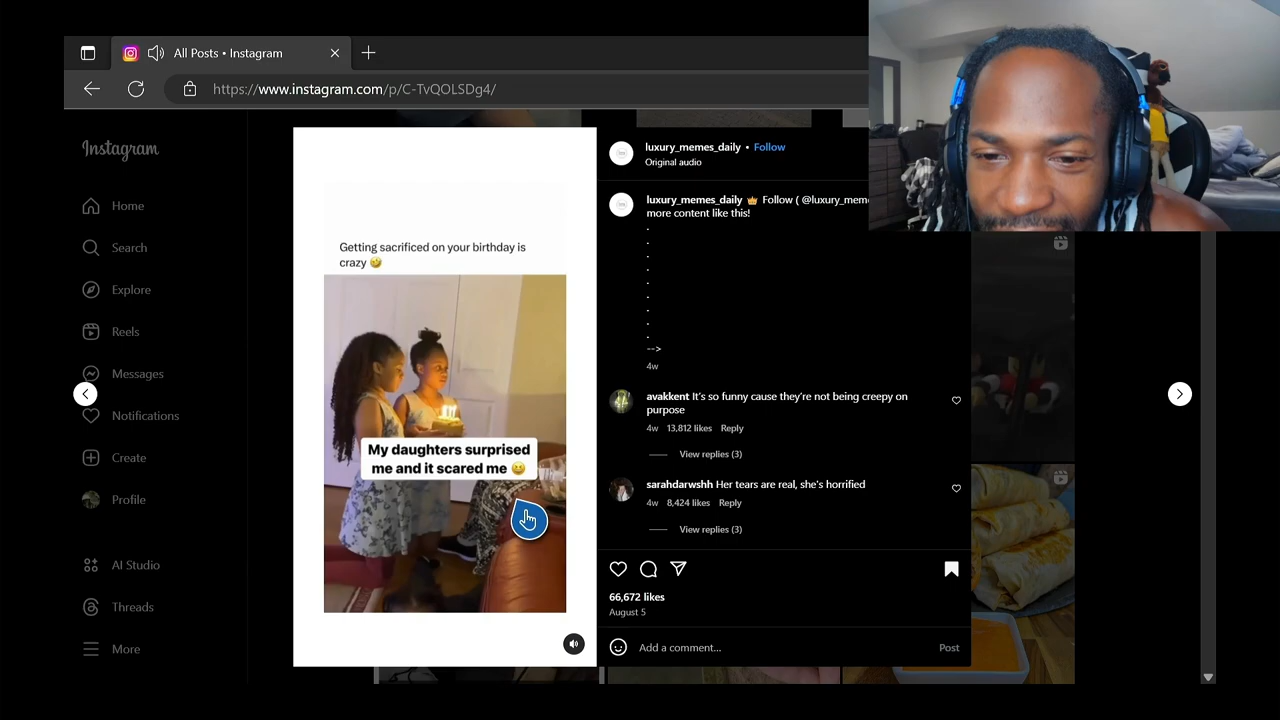 All Posts • Instagram
https://www.instagram.com/p/C-TvQOLSDg4/
Instagram
Home
Search
Explore
Reels
Messages
Notifications
Create
Profile
AI Studio
Threads
More
Getting sacrificed on your birthday is
crazy 🤣
My daughters surprised
me and it scared me 😄
luxury_memes_daily • Follow
Original audio
luxury_memes_daily 👑 Follow ( @luxury_mem
more content like this!
.
.
.
.
.
.
.
.
.
-->
4w
avakkent It's so funny cause they're not being creepy on
purpose
4w 13,812 likes Reply
View replies (3)
sarahdarwshh Her tears are real, she's horrified
4w 8,424 likes Reply
View replies (3)
66,672 likes
August 5
Add a comment...
Post